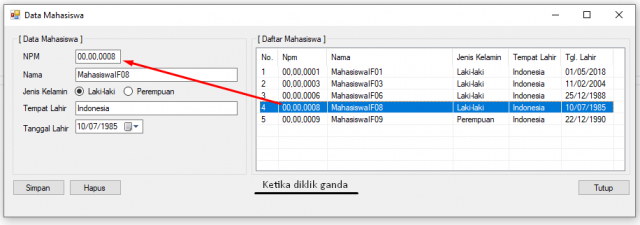 Data Mahasiswa
[ Data Mahasiswa ]
NPM 00,00,0008
Nama MahasiswaIF08
Jenis Kelamin Laki-laki Perempuan
Tempat Lahir Indonesia
Tanggal Lahir 10/07/1985
[ Daftar Mahasiswa ]
No. Npm Nama Jenis Kelamin Tempat Lahir Tgl. Lahir
1 00,00,0001 MahasiswaIF01 Laki-laki Indonesia 01/05/2018
2 00,00,0003 MahasiswaIF03 Laki-laki Indonesia 11/02/2004
3 00,00,0006 MahasiswaIF06 Laki-laki Indonesia 25/12/1988
4 00,00,0008 MahasiswaIF08 Laki-laki Indonesia 10/07/1985
5 00,00,0009 MahasiswaIF09 Perempuan Indonesia 22/12/1990
Simpan Hapus Ketika diklik ganda Tutup